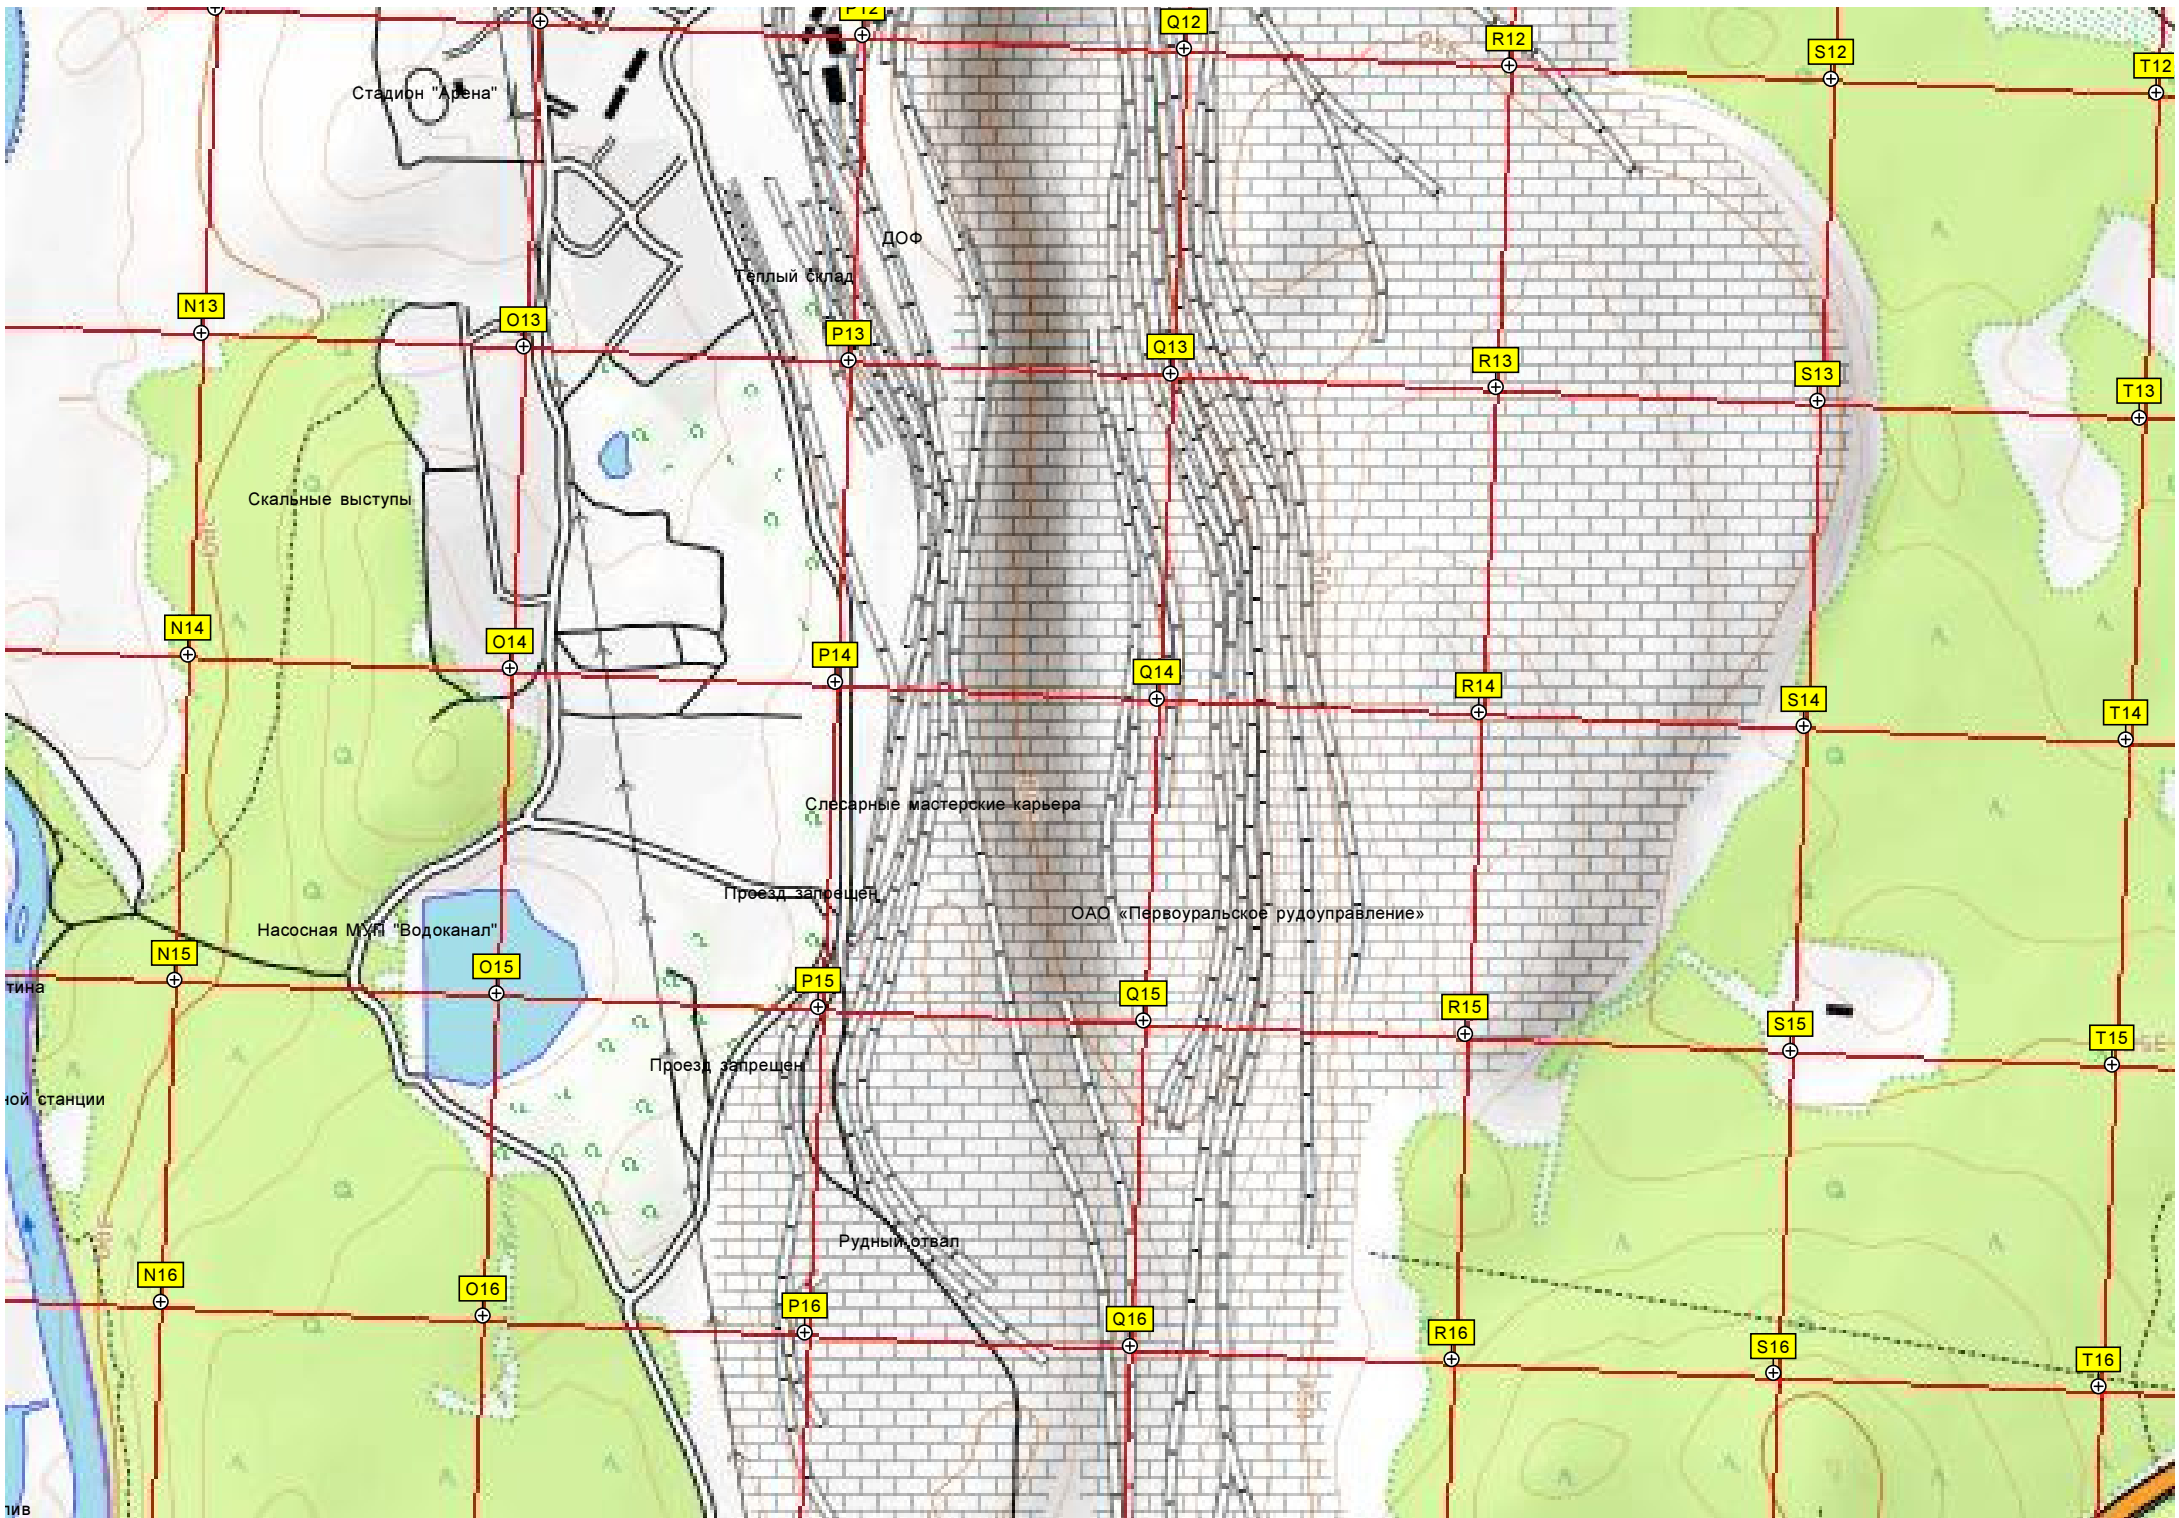 P12
Q12
R12
S12
T12
Стадион "Арена"
ДОФ
Тёплый склад
N13
O13
P13
Q13
R13
S13
T13
Скальные выступы
N14
O14
P14
Q14
R14
S14
T14
Слесарные мастерские карьера
Проезд запрещен
ОАО «Первоуральское рудоуправление»
Насосная МУП "Водоканал"
N15
O15
P15
Q15
R15
S15
T15
тина
Проезд запрещен
ной станции
Рудный отвал
N16
O16
P16
Q16
R16
S16
T16
лив